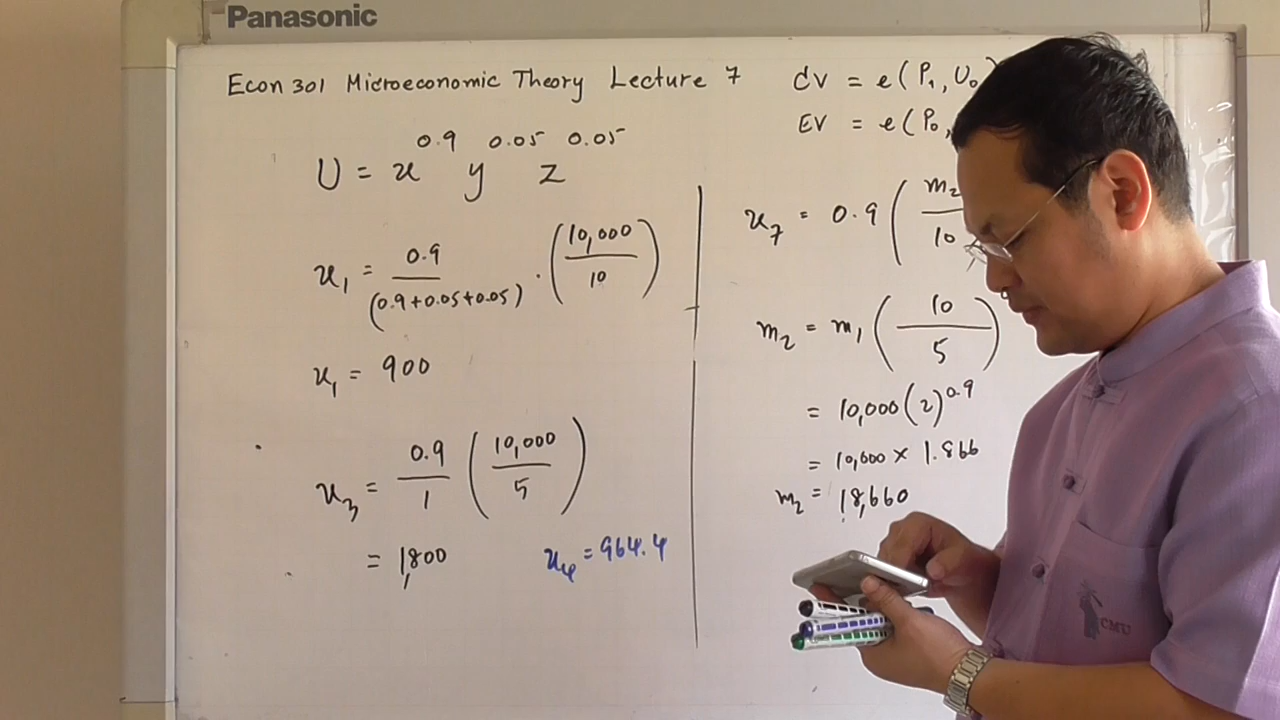 Panasonic
Econ 301 Microeconomic Theory Lecture 7
U = x^0.9 y^0.05 z^0.05
x₁ = 0.9 / (0.9+0.05+0.05) · (10,000 / 10)
x₁ = 900
x₃ = 0.9 / 1 (10,000 / 5)
= 1,800
x₄ = 964.4
CV = e(P₁, U₀)
EV = e(P₀,
x₇ = 0.9 (m₂ / 10
m₂ = m₁ (10 / 5)
= 10,000 (2)^0.9
= 10,000 × 1.866
m₂ = 18,660
CMU